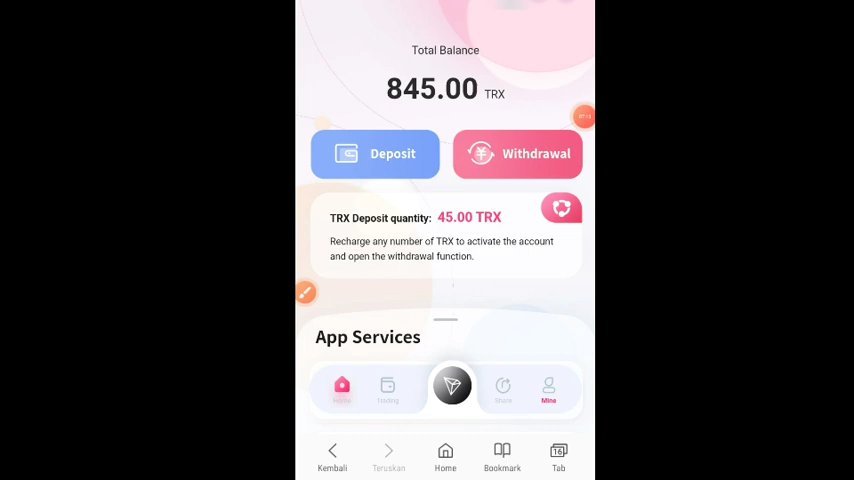 Total Balance
845.00 TRX
Deposit
Withdrawal
TRX Deposit quantity: 45.00 TRX
Recharge any number of TRX to activate the account
and open the withdrawal function.
App Services
Home
Trading
Share
Mine
Kembali
Teruskan
Home
Bookmark
16
Tab